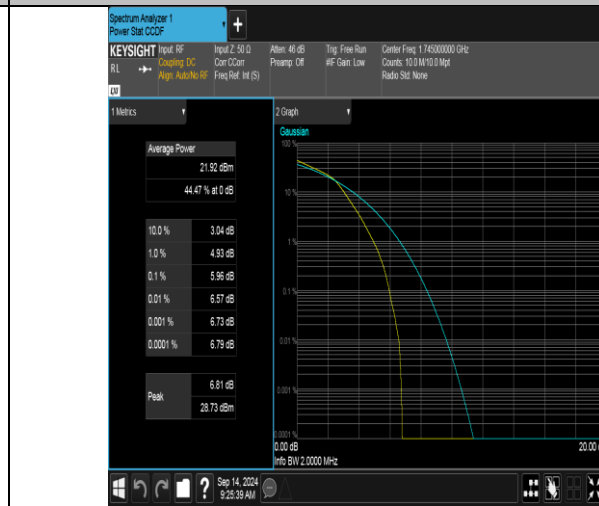 Spectrum Analyzer 1
Power Stat CCDF
+
KEYSIGHT
RL
LXI
Input: RF
Coupling: DC
Align: Auto/No RF
Input Z: 50 Ω
Corr CCorr
Freq Ref: Int (S)
Atten: 46 dB
Preamp: Off
Trig: Free Run
#IF Gain: Low
Center Freq: 1.745000000 GHz
Counts: 10.0 M/10.0 Mpt
Radio Std: None
1 Metrics
Average Power
21.92 dBm
44.47 % at 0 dB
10.0 % 3.04 dB
1.0 % 4.93 dB
0.1 % 5.96 dB
0.01 % 6.57 dB
0.001 % 6.73 dB
0.0001 % 6.79 dB
Peak
6.81 dB
28.73 dBm
2 Graph
Gaussian
100 %
10 %
1 %
0.1 %
0.01 %
0.001 %
0.0001 %
0.00 dB
20.00
Info BW 2.0000 MHz
?
Sep 14, 2024
9:25:39 AM